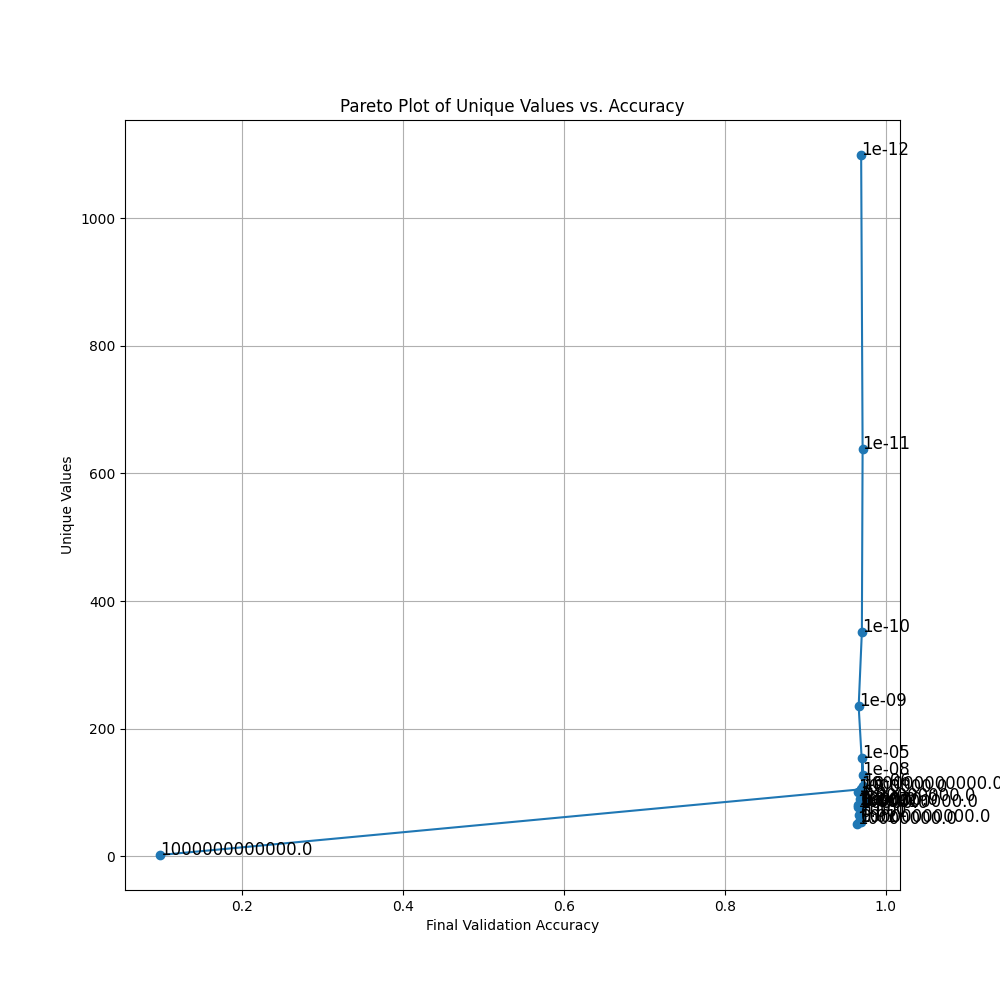 Pareto Plot of Unique Values vs. Accuracy
1e-12
1000
800
Unique Values
1e-11
600
400
1e-10
1e-09
200
1e-05
1e-08
0
1000000000000.0
0.2
0.4
0.6
0.8
1.0
Final Validation Accuracy